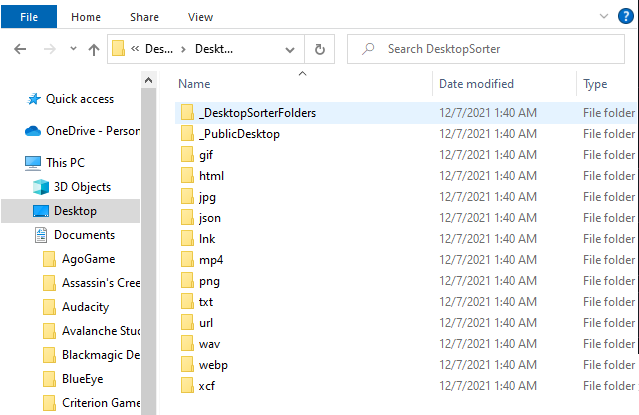 File Home Share View
« Des... > Deskt... Search DesktopSorter
Name Date modified Type
Quick access
OneDrive - Person
This PC
3D Objects
Desktop
Documents
AgoGame
Assassin's Cree
Audacity
Avalanche Stud
Blackmagic De
BlueEye
Criterion Game
_DesktopSorterFolders 12/7/2021 1:40 AM File folder
_PublicDesktop 12/7/2021 1:40 AM File folder
gif 12/7/2021 1:40 AM File folder
html 12/7/2021 1:40 AM File folder
jpg 12/7/2021 1:40 AM File folder
json 12/7/2021 1:40 AM File folder
lnk 12/7/2021 1:40 AM File folder
mp4 12/7/2021 1:40 AM File folder
png 12/7/2021 1:40 AM File folder
txt 12/7/2021 1:40 AM File folder
url 12/7/2021 1:40 AM File folder
wav 12/7/2021 1:40 AM File folder
webp 12/7/2021 1:40 AM File folder
xcf 12/7/2021 1:40 AM File folder